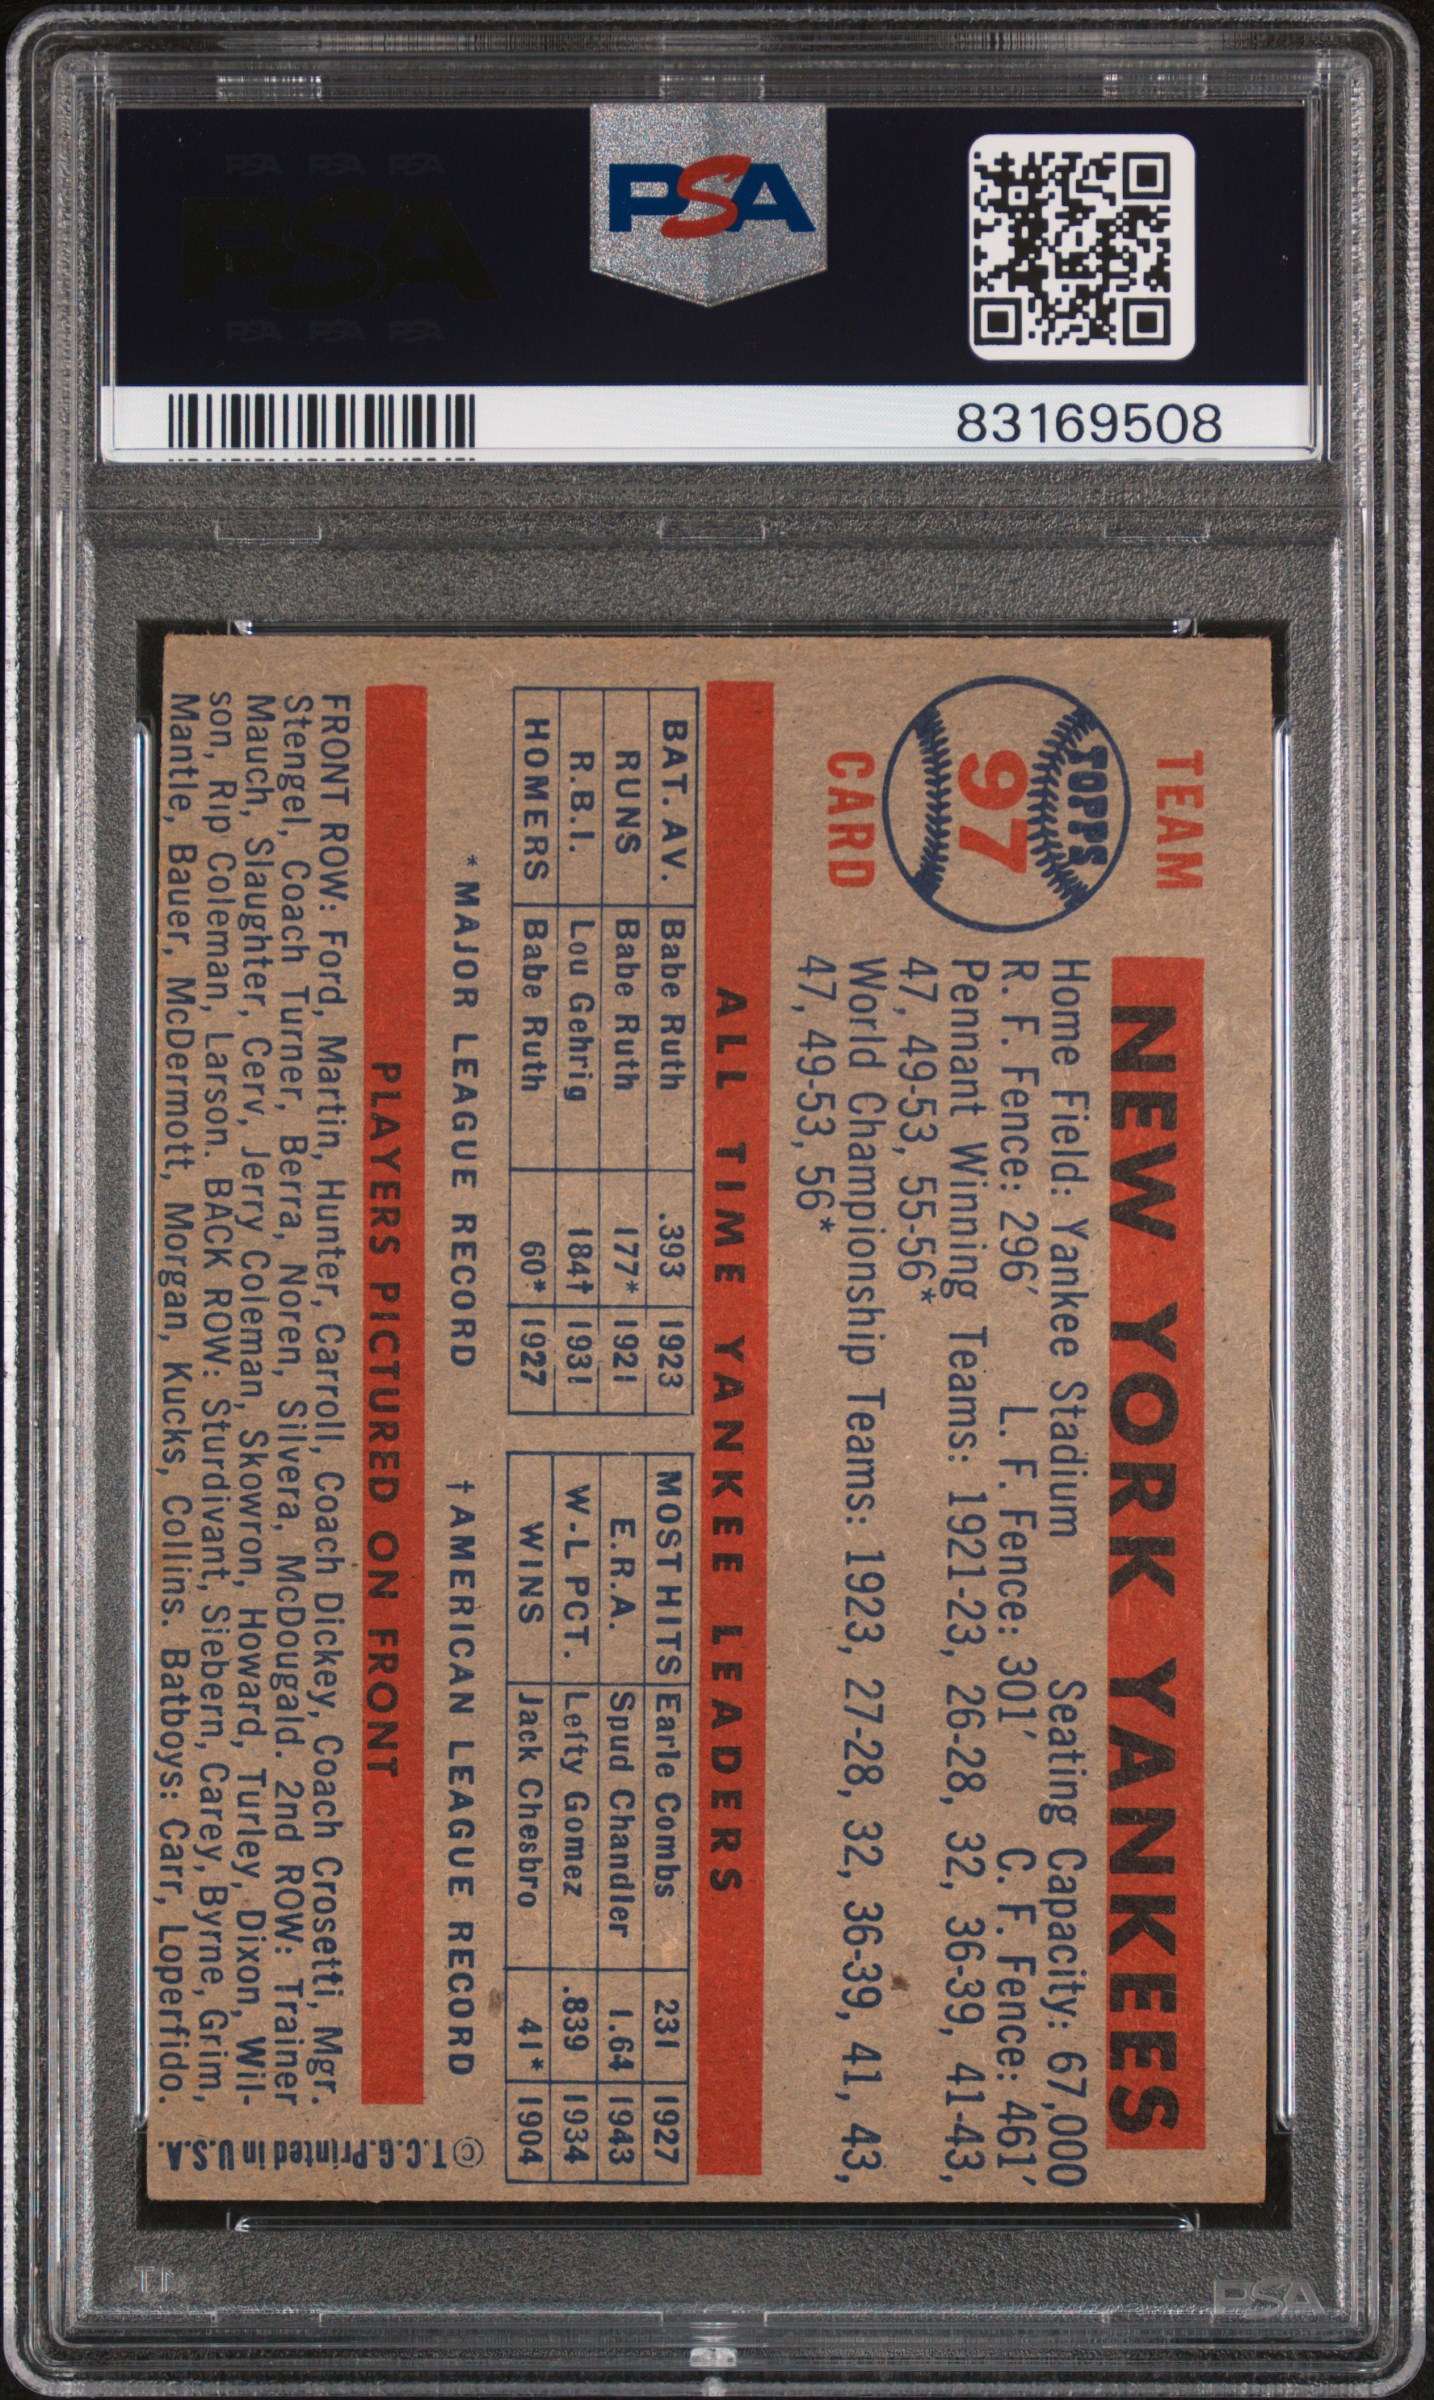 PSA PSA PSA
PSA
PSA PSA PSA
PSA
83169508
TEAM
TOPPS
97
CARD
NEW YORK YANKEES
Home Field: Yankee Stadium Seating Capacity: 67,000
R. F. Fence: 296′ L. F. Fence: 301′ C. F. Fence: 461′
Pennant Winning Teams: 1921-23, 26-28, 32, 36-39, 41-43,
47, 49-53, 55-56*
World Championship Teams: 1923, 27-28, 32, 36-39, 41, 43,
47, 49-53, 56*
ALL TIME YANKEE LEADERS
BAT. AV. Babe Ruth .393 1923
RUNS Babe Ruth 177* 1921
R.B.I. Lou Gehrig 184† 1931
HOMERS Babe Ruth 60* 1927
MOST HITS Earle Combs 231 1927
E.R.A. Spud Chandler 1.64 1943
W-L PCT. Lefty Gomez .839 1934
WINS Jack Chesbro 41* 1904
* MAJOR LEAGUE RECORD † AMERICAN LEAGUE RECORD
PLAYERS PICTURED ON FRONT
FRONT ROW: Ford, Martin, Hunter, Carroll, Coach Dickey, Coach Crosetti, Mgr.
Stengel, Coach Turner, Berra, Noren, Silvera, McDougald. 2nd ROW: Trainer
Mauch, Slaughter, Cerv, Jerry Coleman, Skowron, Howard, Turley, Dixon, Wil-
son, Rip Coleman, Larson. BACK ROW: Sturdivant, Siebern, Carey, Byrne, Grim,
Mantle, Bauer, McDermott, Morgan, Kucks, Collins. Batboys: Carr, Loperfido.
© T.C.G. Printed in U.S.A.
PSA